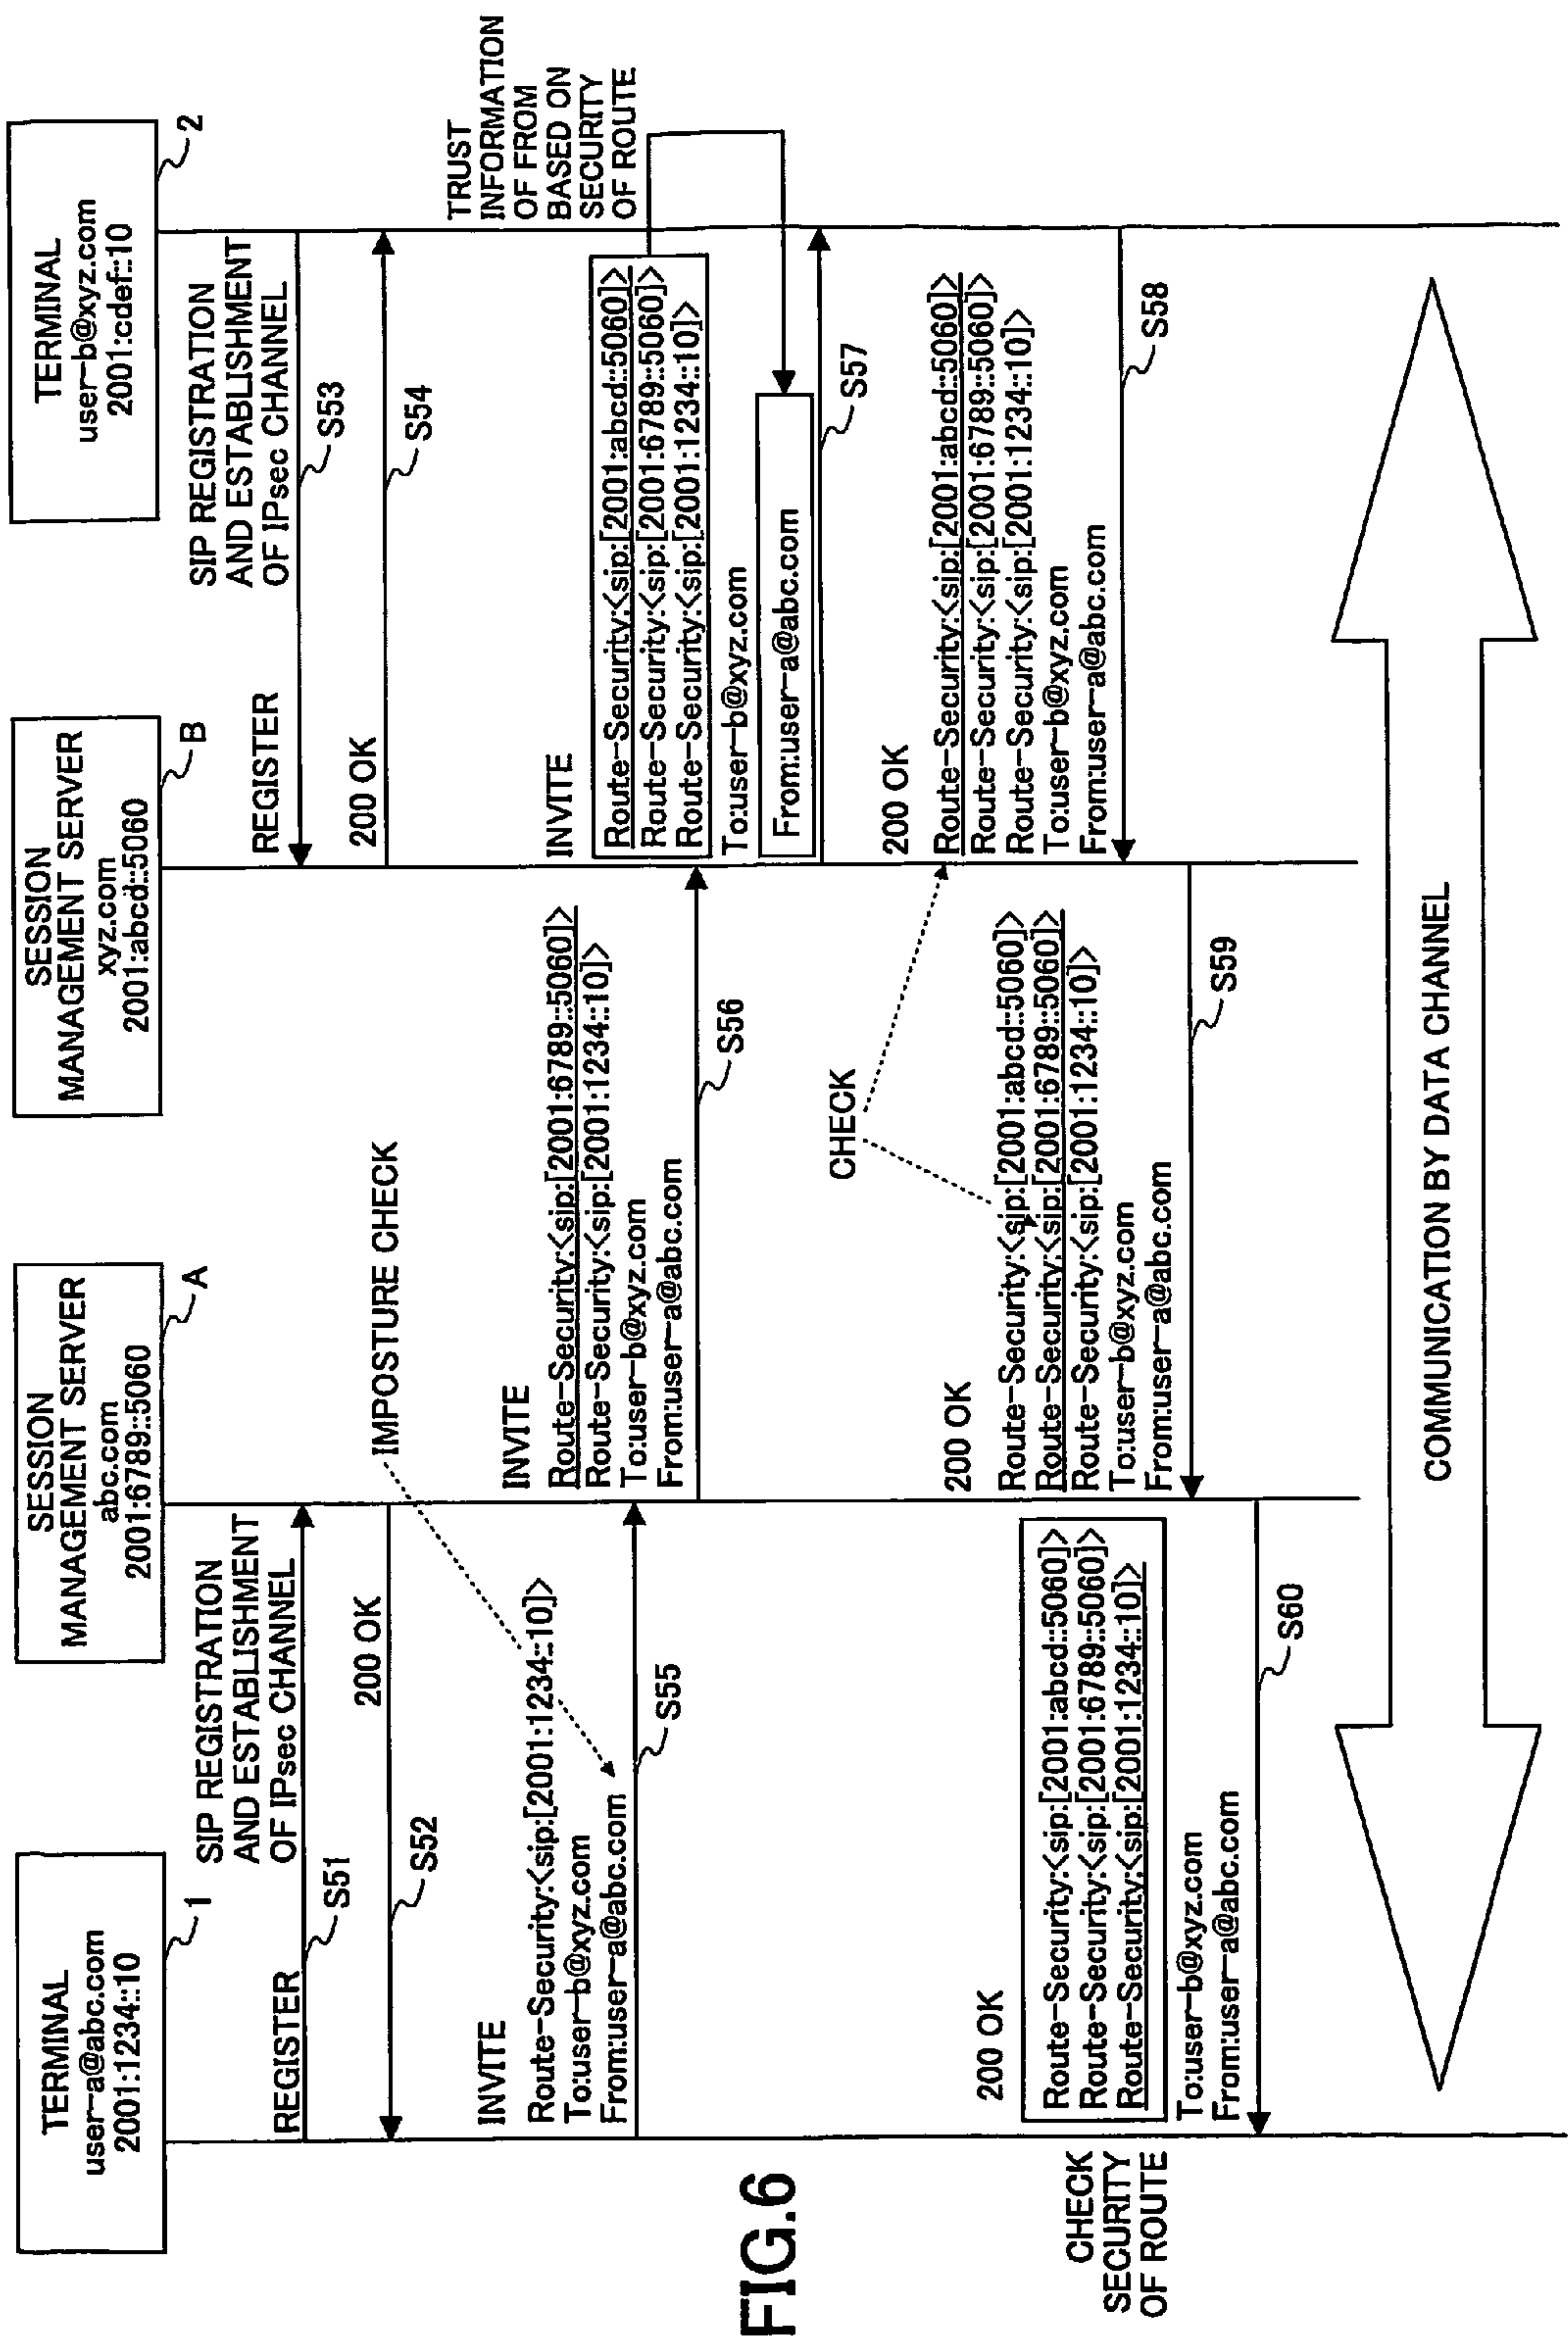 FIG.6
TERMINAL
user-a@abc.com
2001:1234::10
1
SESSION
MANAGEMENT SERVER
abc.com
2001:6789::5060
A
SESSION
MANAGEMENT SERVER
xyz.com
2001:abcd::5060
B
TERMINAL
user-b@xyz.com
2001:cdef::10
2
SIP REGISTRATION
AND ESTABLISHMENT
OF IPsec CHANNEL
REGISTER
S51
200 OK
S52
SIP REGISTRATION
AND ESTABLISHMENT
OF IPsec CHANNEL
REGISTER
S53
200 OK
S54
IMPOSTURE CHECK
INVITE
Route-Security:<sip:[2001:1234::10]>
To:user-b@xyz.com
From:user-a@abc.com
S55
INVITE
Route-Security:<sip:[2001:6789::5060]>
Route-Security:<sip:[2001:1234::10]>
To:user-b@xyz.com
From:user-a@abc.com
S56
INVITE
Route-Security:<sip:[2001:abcd::5060]>
Route-Security:<sip:[2001:6789::5060]>
Route-Security:<sip:[2001:1234::10]>
To:user-b@xyz.com
From:user-a@abc.com
S57
TRUST
INFORMATION
OF FROM
BASED ON
SECURITY
OF ROUTE
200 OK
Route-Security:<sip:[2001:abcd::5060]>
Route-Security:<sip:[2001:6789::5060]>
Route-Security:<sip:[2001:1234::10]>
To:user-b@xyz.com
From:user-a@abc.com
S58
CHECK
200 OK
Route-Security:<sip:[2001:abcd::5060]>
Route-Security:<sip:[2001:6789::5060]>
Route-Security:<sip:[2001:1234::10]>
To:user-b@xyz.com
From:user-a@abc.com
S59
200 OK
Route-Security:<sip:[2001:abcd::5060]>
Route-Security:<sip:[2001:6789::5060]>
Route-Security:<sip:[2001:1234::10]>
To:user-b@xyz.com
From:user-a@abc.com
S60
CHECK
SECURITY
OF ROUTE
COMMUNICATION BY DATA CHANNEL